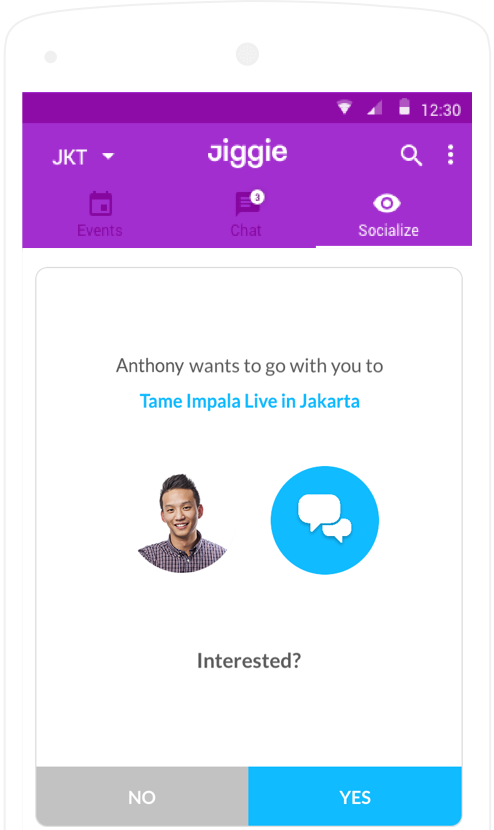 12:30
JKT
Jiggie
3
Events
Chat
Socialize
Anthony wants to go with you to
Tame Impala Live in Jakarta
Interested?
NO
YES